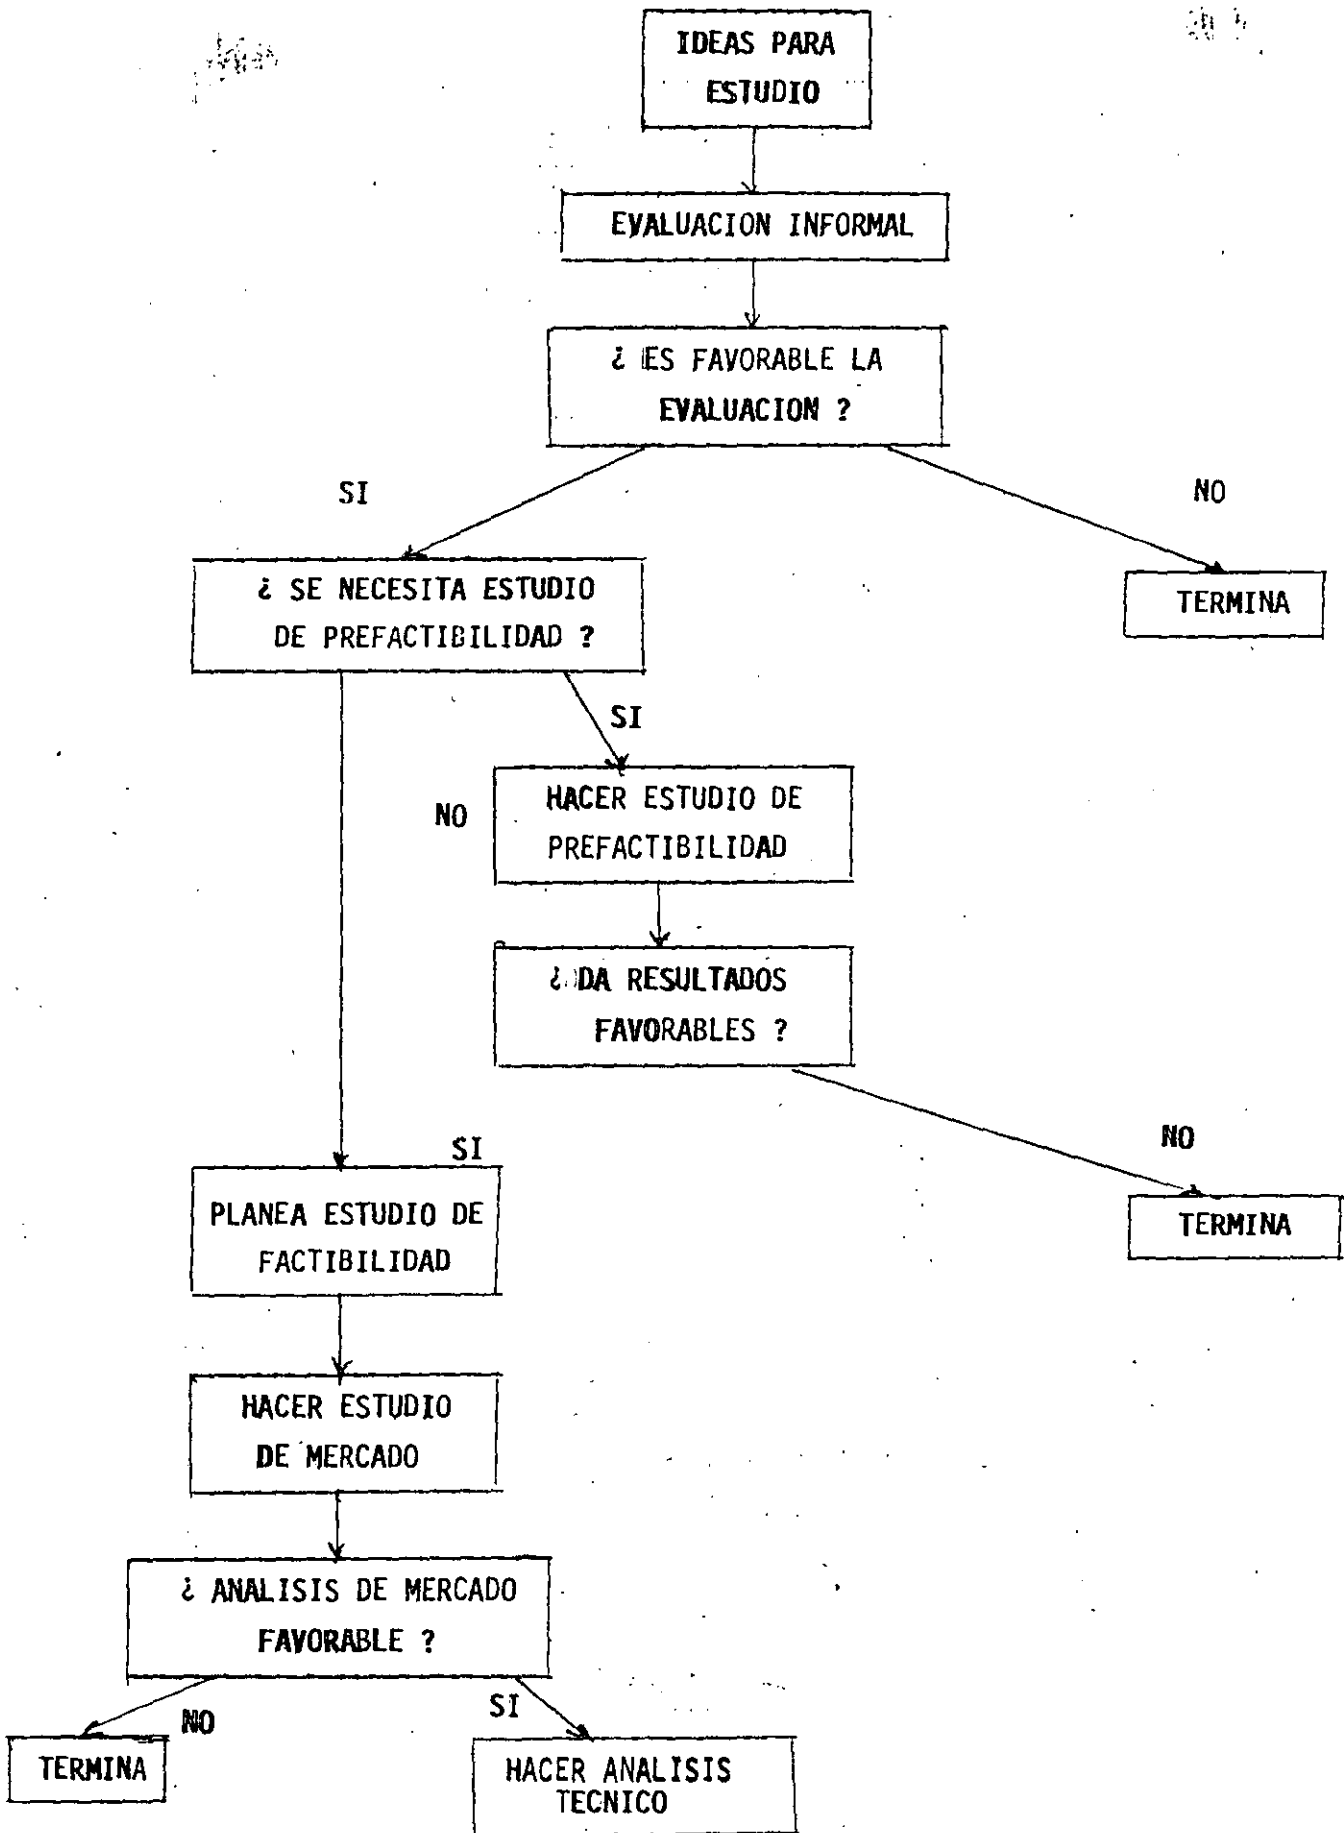 IDEAS PARA
ESTUDIO
EVALUACION INFORMAL
¿ ES FAVORABLE LA
EVALUACION ?
SI
NO
¿ SE NECESITA ESTUDIO
DE PREFACTIBILIDAD ?
TERMINA
SI
NO
HACER ESTUDIO DE
PREFACTIBILIDAD
¿ DA RESULTADOS
FAVORABLES ?
SI
NO
PLANEA ESTUDIO DE
FACTIBILIDAD
TERMINA
HACER ESTUDIO
DE MERCADO
¿ ANALISIS DE MERCADO
FAVORABLE ?
NO
SI
TERMINA
HACER ANALISIS
TECNICO